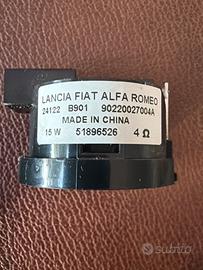 LANCIA FIAT ALFA ROMEO
24122 B901 90220027004A
MADE IN CHINA
15 W 51896526 4 Ω
subito